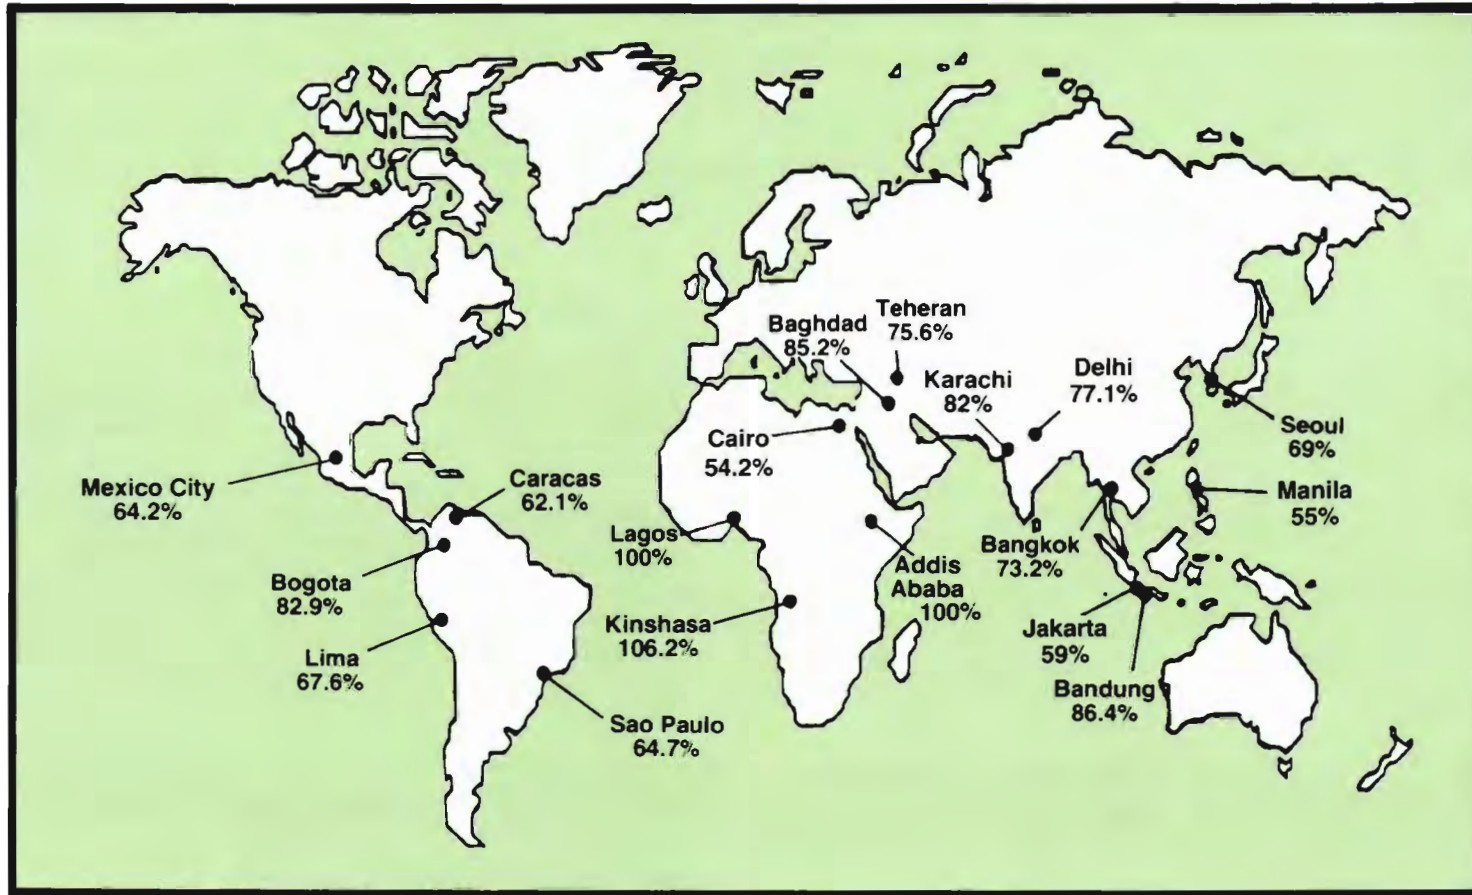 Teheran
75.6%
Baghdad
85.2%
Karachi
82%
Delhi
77.1%
Cairo
54.2%
Seoul
69%
Mexico City
64.2%
Caracas
62.1%
Manila
55%
Lagos
100%
Bangkok
73.2%
Addis
Ababa
100%
Bogota
82.9%
Kinshasa
106.2%
Jakarta
59%
Lima
67.6%
Bandung
86.4%
Sao Paulo
64.7%